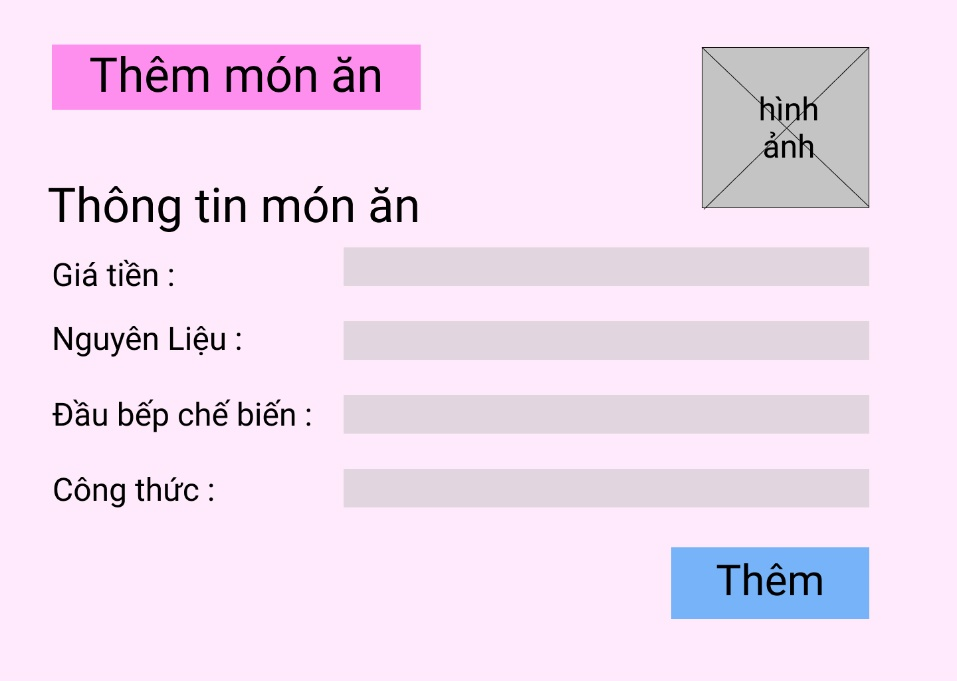 Thêm món ăn
hình
ảnh
Thông tin món ăn
Giá tiền :
Nguyên Liệu :
Đầu bếp chế biến :
Công thức :
Thêm